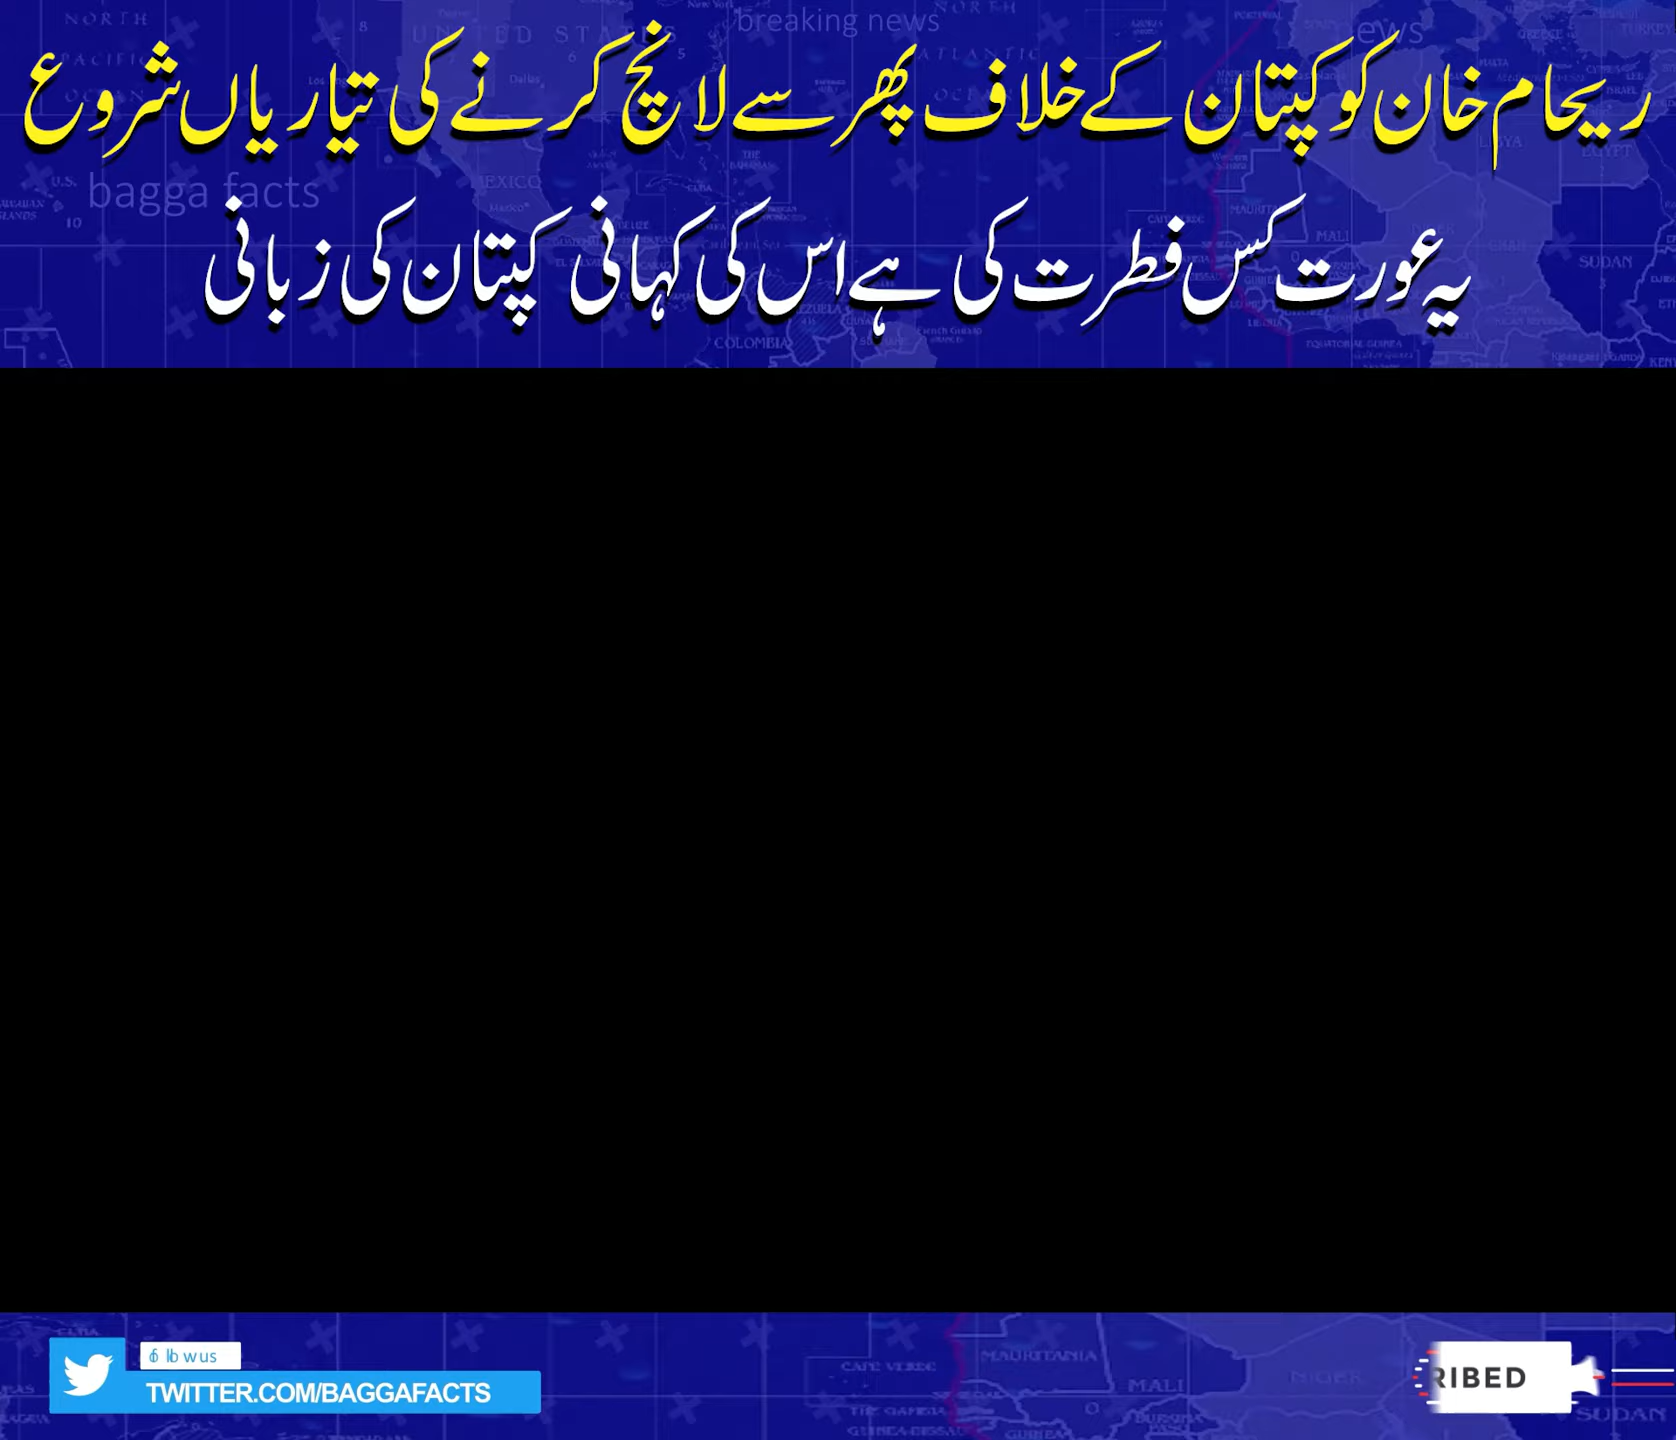 breaking news
news
ریحام خان کو کپتان کے خلاف پھر سے لانچ کرنے کی تیاریاں شروع
bagga facts
یہ عورت کس فطرت کی ہے اس کی کہانی کپتان کی زبانی
TWITTER.COM/BAGGAFACTS
RIBED